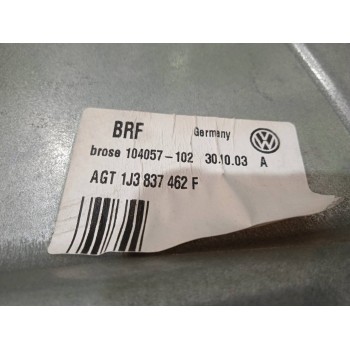 BRF Germany
brose 104057-102 30.10.03 A
AGT 1J3 837 462 F